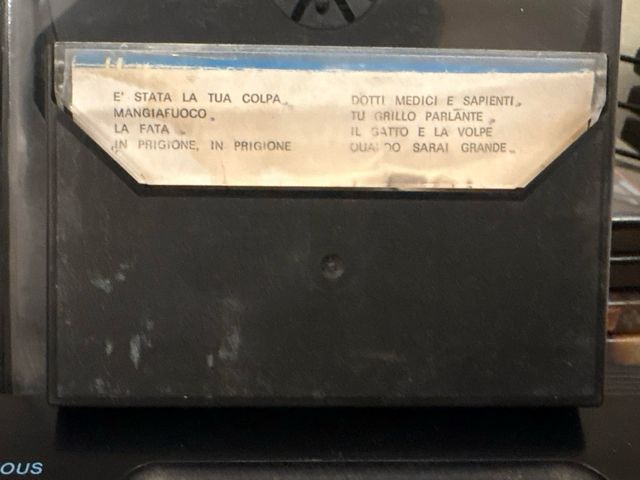 E' STATA LA TUA COLPA
MANGIAFUOCO
LA FATA
IN PRIGIONE, IN PRIGIONE
DOTTI MEDICI E SAPIENTI
TU GRILLO PARLANTE
IL GATTO E LA VOLPE
QUANDO SARAI GRANDE
OUS